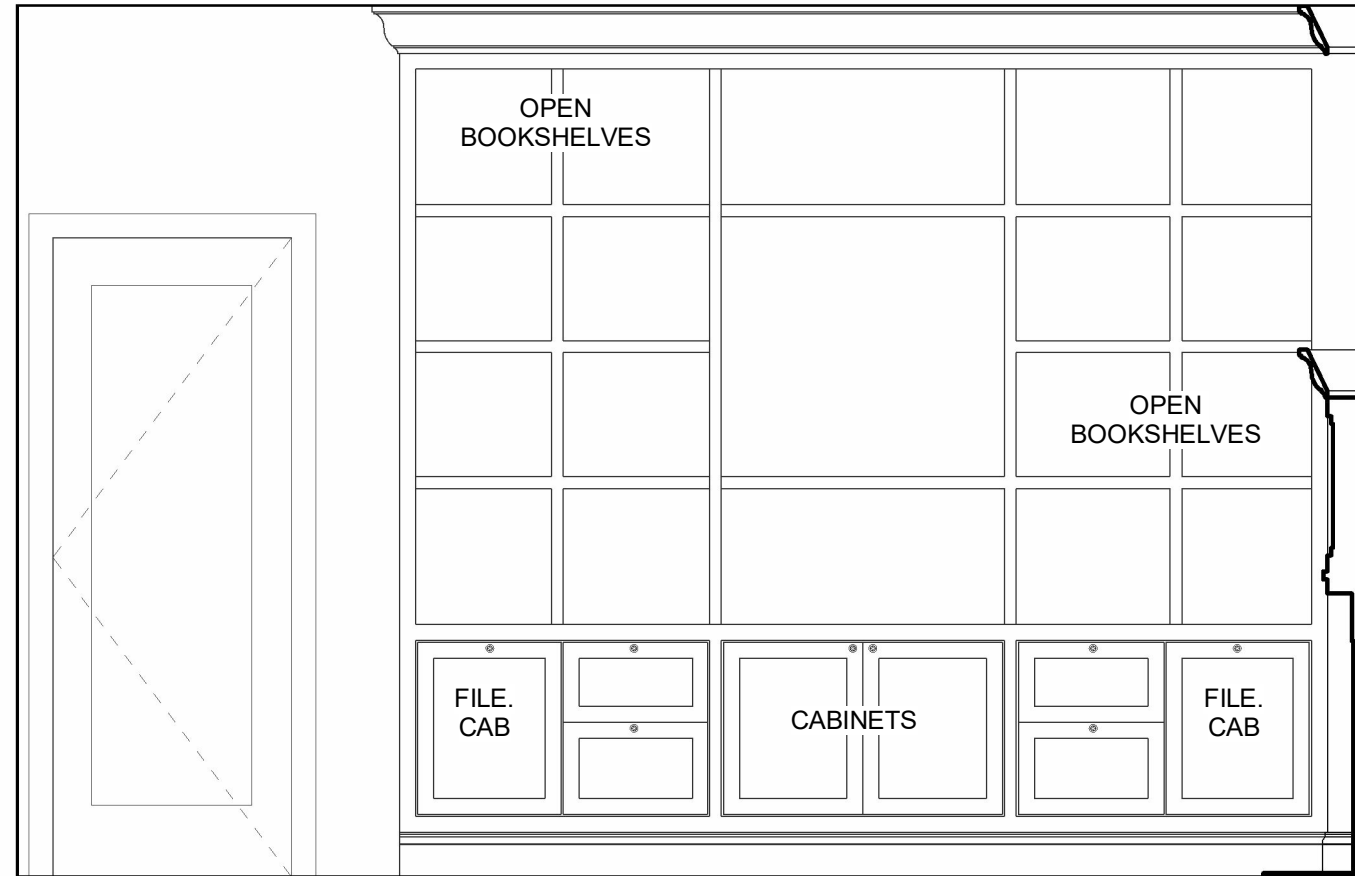 OPEN
BOOKSHELVES
OPEN
BOOKSHELVES
FILE.
CAB
CABINETS
FILE.
CAB